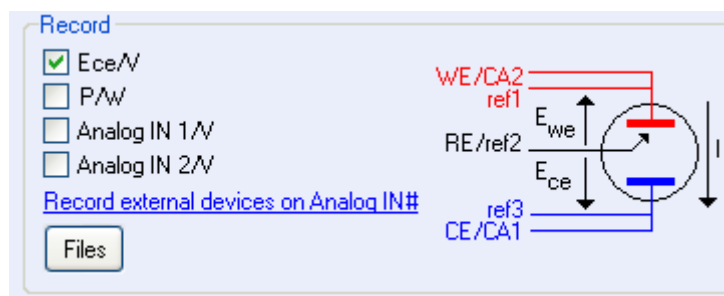 Record
Ece/V
P/W
Analog IN 1/V
Analog IN 2/V
Record external devices on Analog IN#
Files
WE/CA2
ref1
Ewe
RE/ref2
I
Ece
ref3
CE/CA1